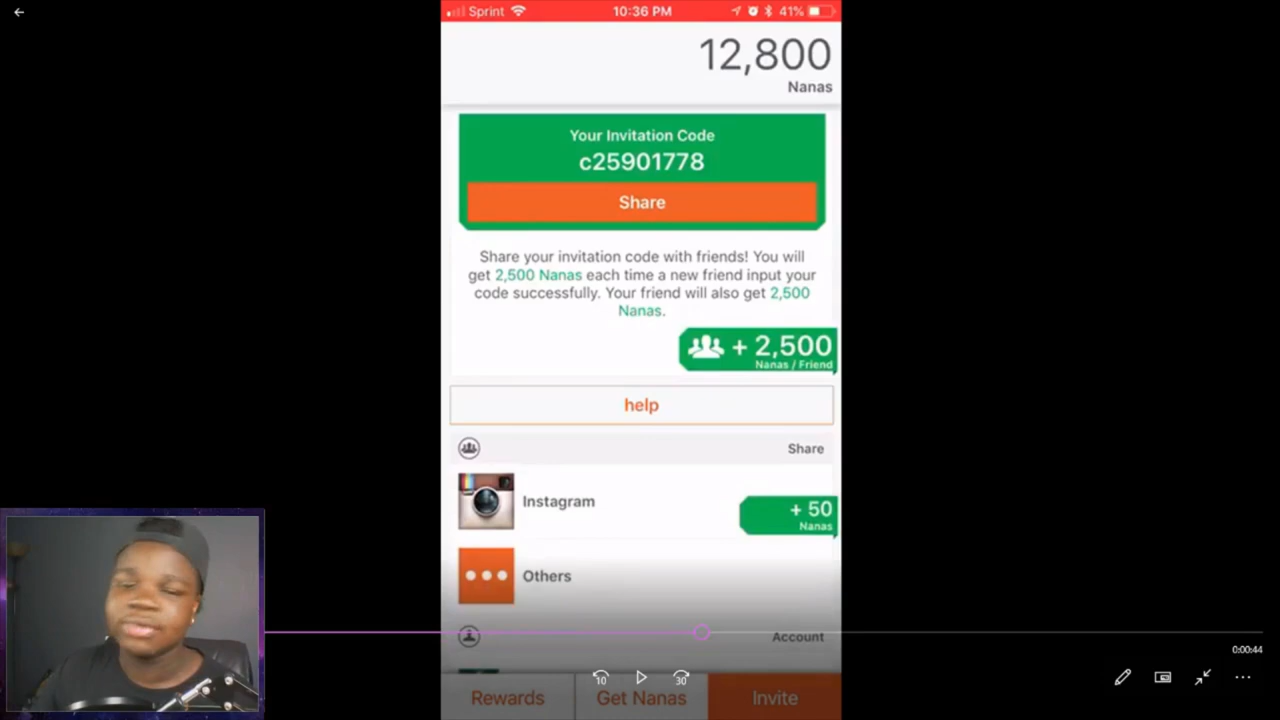 Sprint
10:36 PM
41%
12,800
Nanas
Your Invitation Code
c25901778
Share
Share your invitation code with friends! You will
get 2,500 Nanas each time a new friend input your
code successfully. Your friend will also get 2,500
Nanas.
+ 2,500
Nanas / Friend
help
Share
Instagram
+ 50
Nanas
Others
Account
0:00:44
10
30
Rewards
Get Nanas
Invite